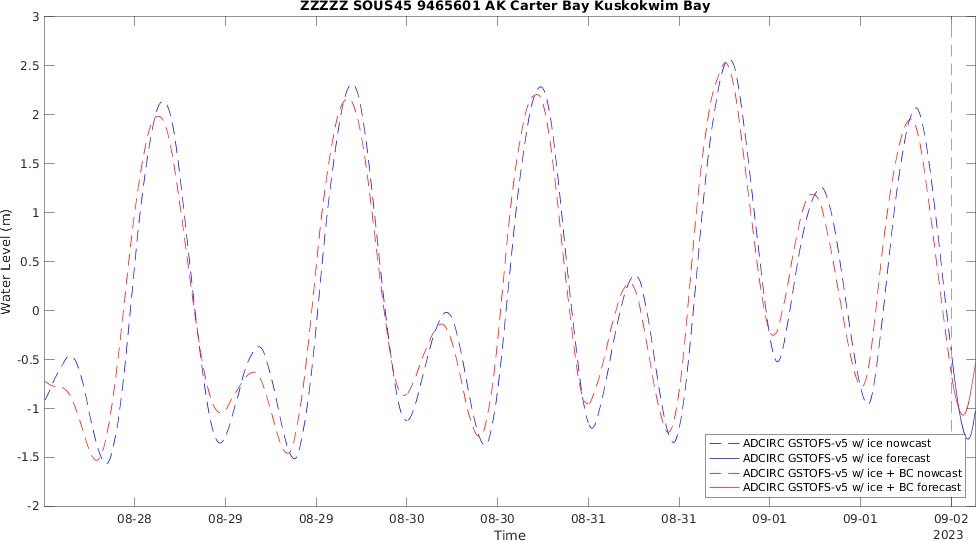 ZZZZZ SOUS45 9465601 AK Carter Bay Kuskokwim Bay
3
2.5
2
1.5
1
0.5
0
-0.5
-1
-1.5
-2
Water Level (m)
ADCIRC GSTOFS-v5 w/ ice nowcast
ADCIRC GSTOFS-v5 w/ ice forecast
ADCIRC GSTOFS-v5 w/ ice + BC nowcast
ADCIRC GSTOFS-v5 w/ ice + BC forecast
08-28 08-29 08-29 08-30 08-30 08-31 08-31 09-01 09-01 09-02
Time 2023